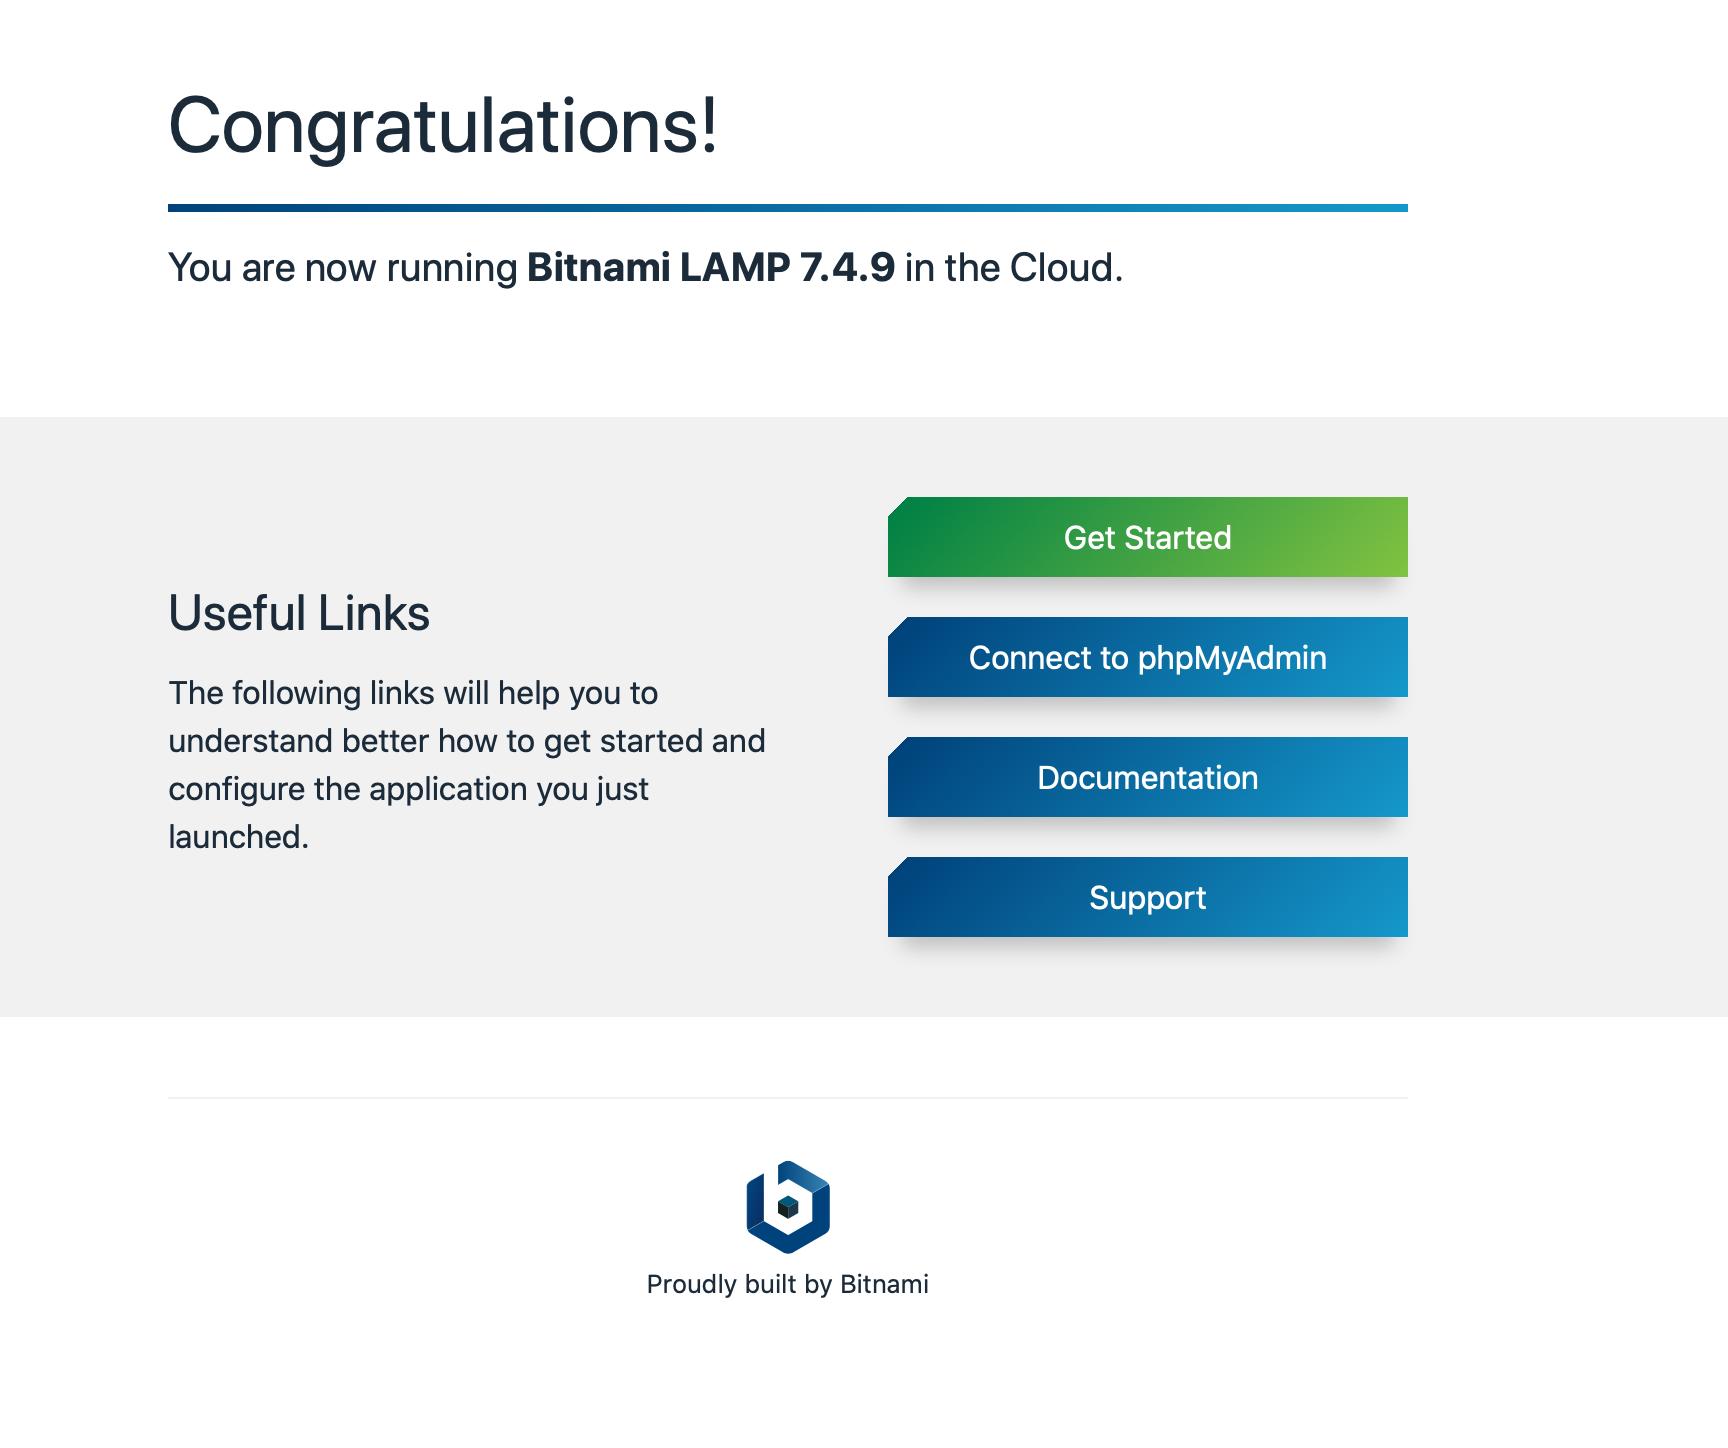 Congratulations!
You are now running Bitnami LAMP 7.4.9 in the Cloud.
Useful Links
The following links will help you to
understand better how to get started and
configure the application you just
launched.
Get Started
Connect to phpMyAdmin
Documentation
Support
Proudly built by Bitnami